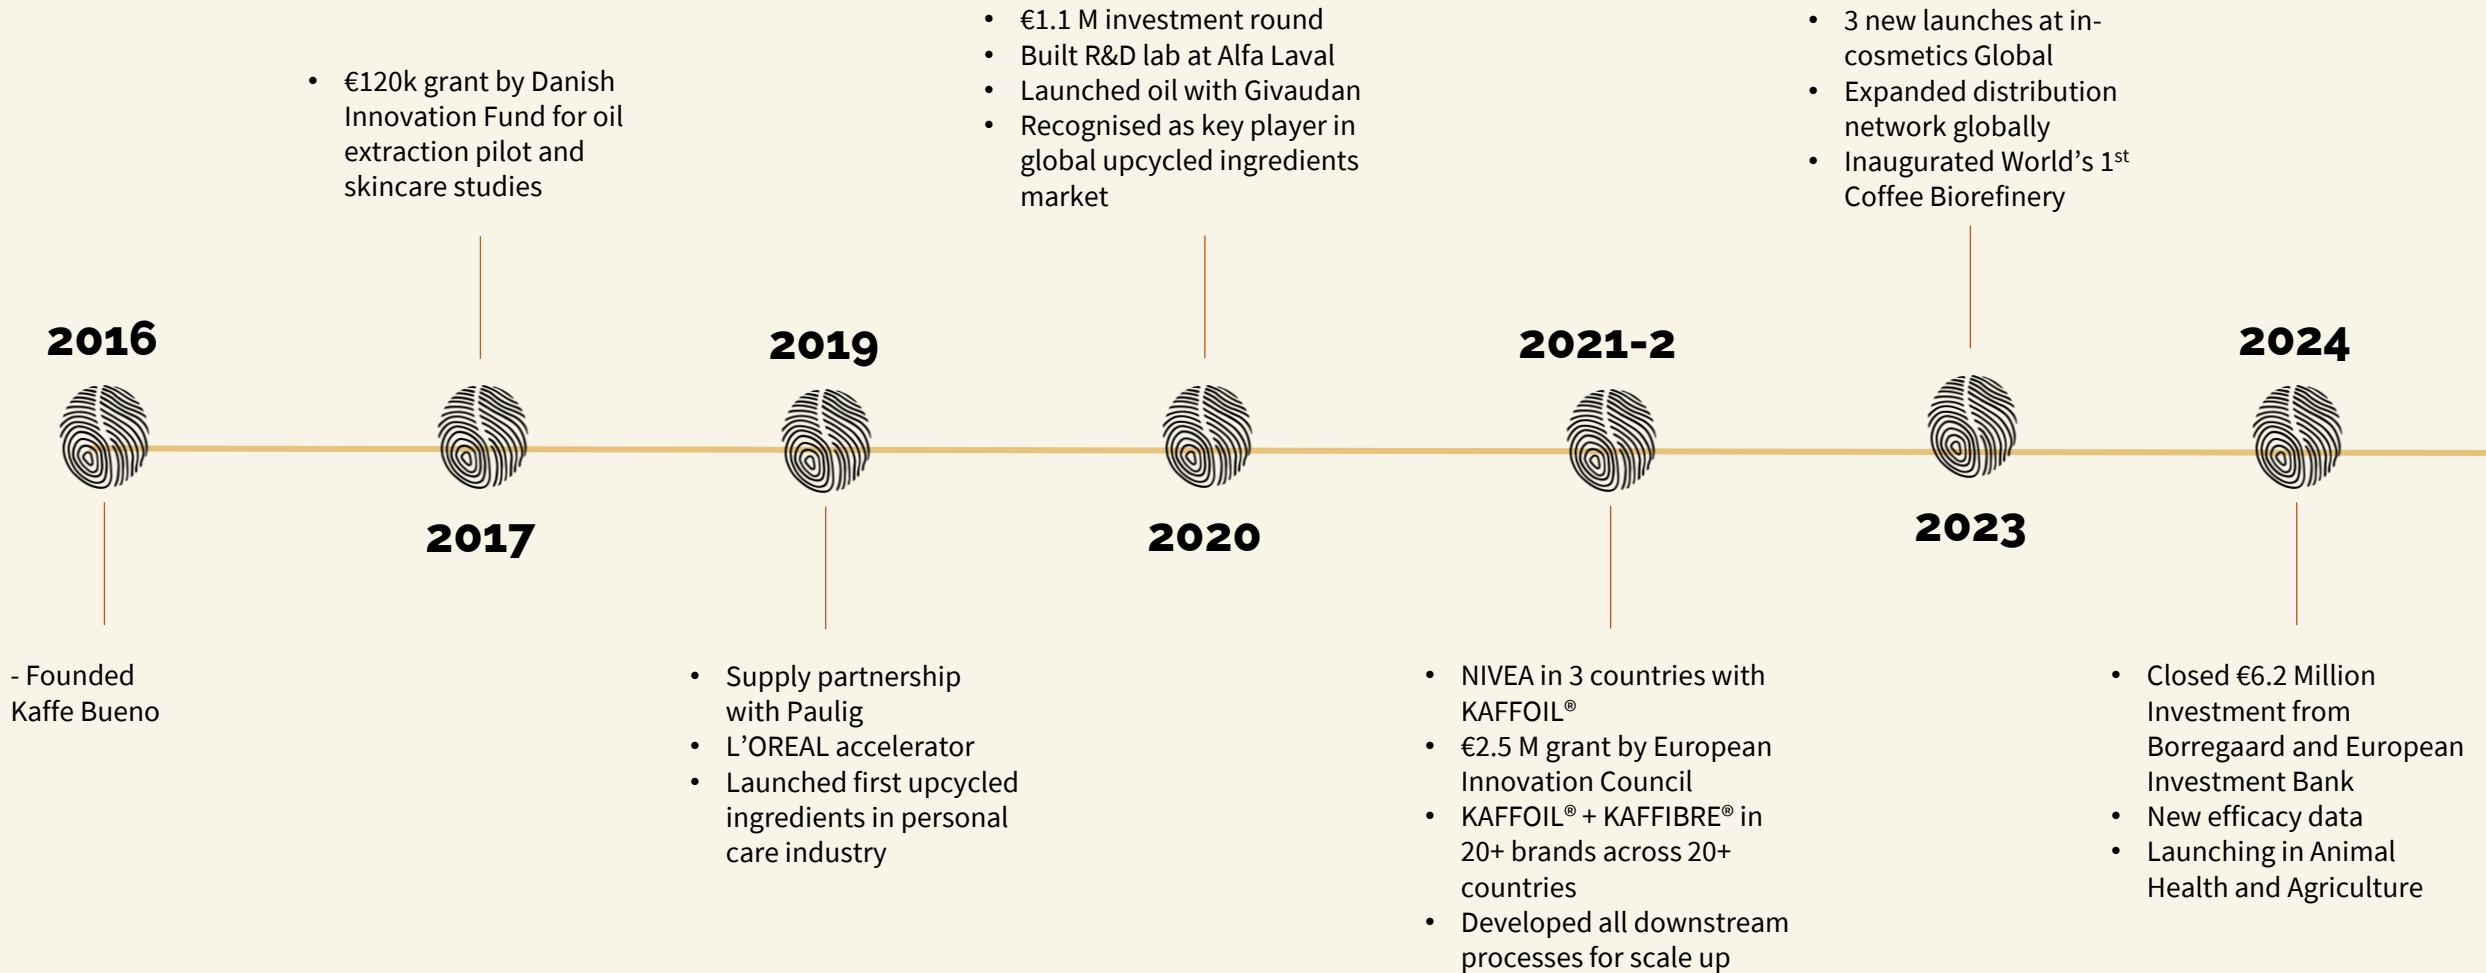 2016
- Founded
Kaffe Bueno
• €120k grant by Danish
Innovation Fund for oil
extraction pilot and
skincare studies
2017
2019
• Supply partnership
with Paulig
• L’OREAL accelerator
• Launched first upcycled
ingredients in personal
care industry
• €1.1 M investment round
• Built R&D lab at Alfa Laval
• Launched oil with Givaudan
• Recognised as key player in
global upcycled ingredients
market
2020
2021-2
• NIVEA in 3 countries with
KAFFOIL®
• €2.5 M grant by European
Innovation Council
• KAFFOIL® + KAFFIBRE® in
20+ brands across 20+
countries
• Developed all downstream
processes for scale up
• 3 new launches at in-
cosmetics Global
• Expanded distribution
network globally
• Inaugurated World’s 1st
Coffee Biorefinery
2023
2024
• Closed €6.2 Million
Investment from
Borregaard and European
Investment Bank
• New efficacy data
• Launching in Animal
Health and Agriculture